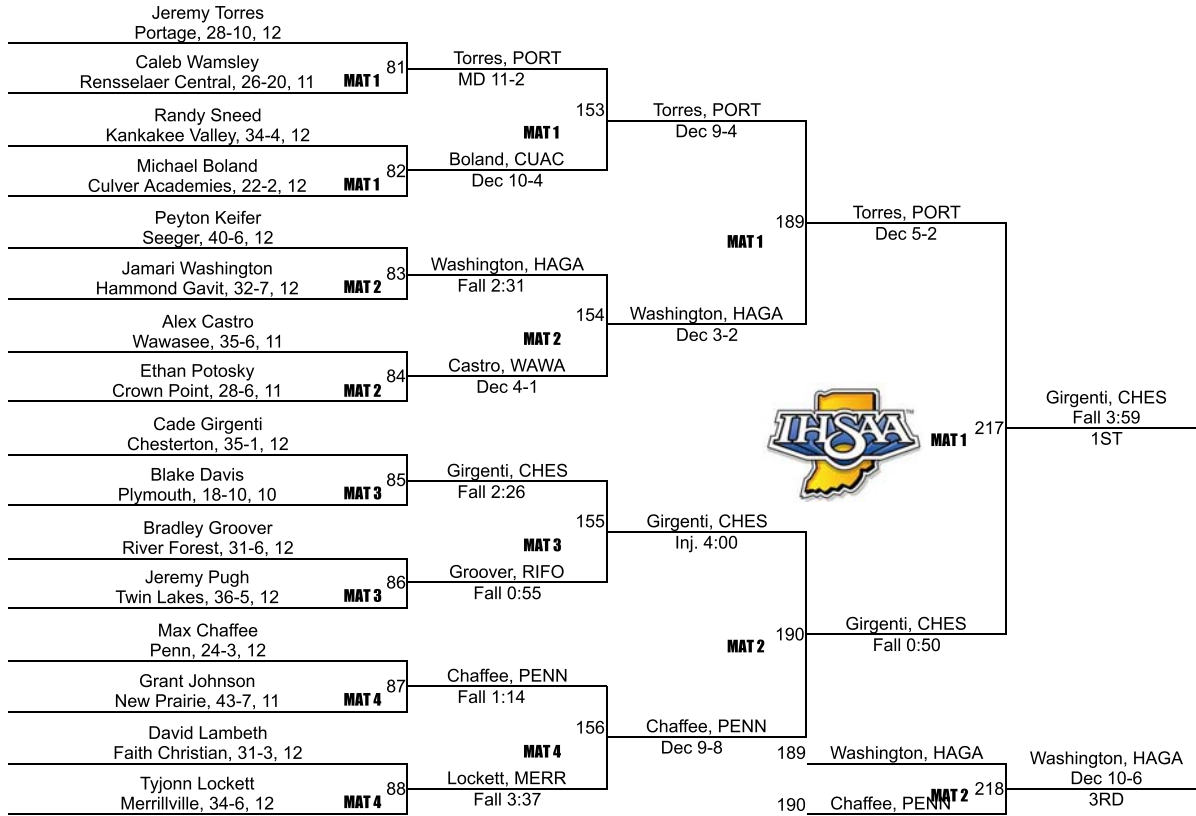 Jeremy Torres
Portage, 28-10, 12
Caleb Wamsley
Rensselaer Central, 26-20, 11
MAT 1
81
Randy Sneed
Kankakee Valley, 34-4, 12
Michael Boland
Culver Academies, 22-2, 12
MAT 1
82
Peyton Keifer
Seeger, 40-6, 12
Jamari Washington
Hammond Gavit, 32-7, 12
MAT 2
83
Alex Castro
Wawasee, 35-6, 11
Ethan Potosky
Crown Point, 28-6, 11
MAT 2
84
Cade Girgenti
Chesterton, 35-1, 12
Blake Davis
Plymouth, 18-10, 10
MAT 3
85
Bradley Groover
River Forest, 31-6, 12
Jeremy Pugh
Twin Lakes, 36-5, 12
MAT 3
86
Max Chaffee
Penn, 24-3, 12
Grant Johnson
New Prairie, 43-7, 11
MAT 4
87
David Lambeth
Faith Christian, 31-3, 12
Tyjonn Lockett
Merrillville, 34-6, 12
MAT 4
88
Torres, PORT
MD 11-2
153
MAT 1
Boland, CUAC
Dec 10-4
Washington, HAGA
Fall 2:31
154
MAT 2
Castro, WAWA
Dec 4-1
Girgenti, CHES
Fall 2:26
155
MAT 3
Groover, RIFO
Fall 0:55
Chaffee, PENN
Fall 1:14
156
MAT 4
Lockett, MERR
Fall 3:37
Torres, PORT
Dec 9-4
189
MAT 1
Washington, HAGA
Dec 3-2
Girgenti, CHES
Inj. 4:00
190
MAT 2
Chaffee, PENN
Dec 9-8
Torres, PORT
Dec 5-2
IHSAA™
MAT 1
217
Girgenti, CHES
Fall 0:50
Girgenti, CHES
Fall 3:59
1ST
189
Washington, HAGA
190
Chaffee, PENN
MAT 2
218
Washington, HAGA
Dec 10-6
3RD